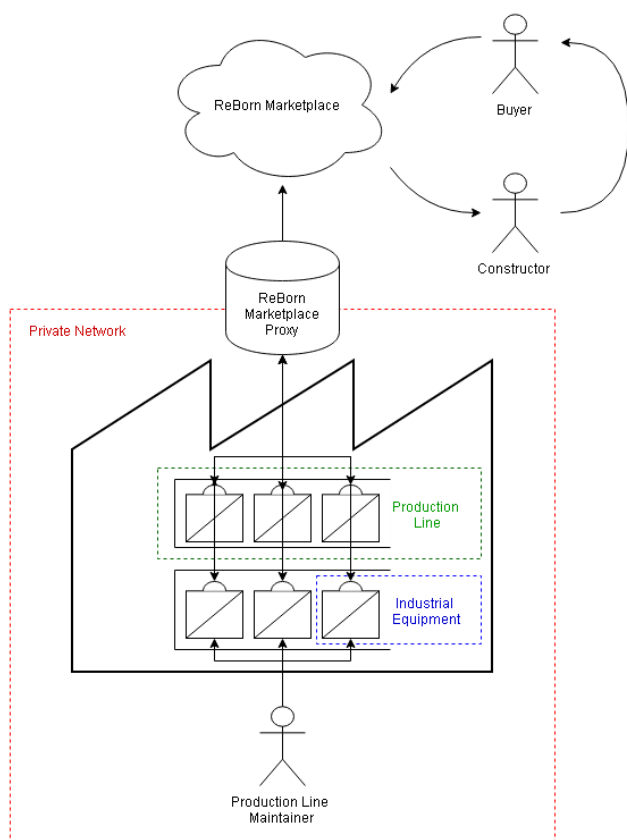 ReBorn Marketplace
Buyer
Constructor
ReBorn
Marketplace
Proxy
Private Network
Production
Line
Industrial
Equipment
Production Line
Maintainer